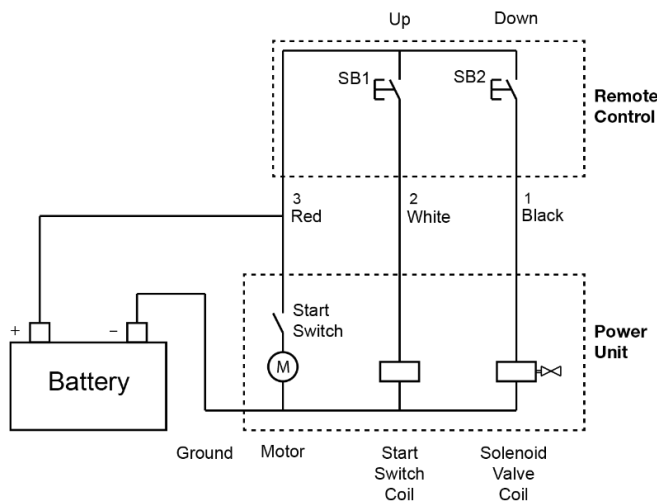 Up
Down
SB1
SB2
Remote
Control
3
Red
2
White
1
Black
Start
Switch
Power
Unit
+
−
M
Battery
Ground
Motor
Start
Switch
Coil
Solenoid
Valve
Coil